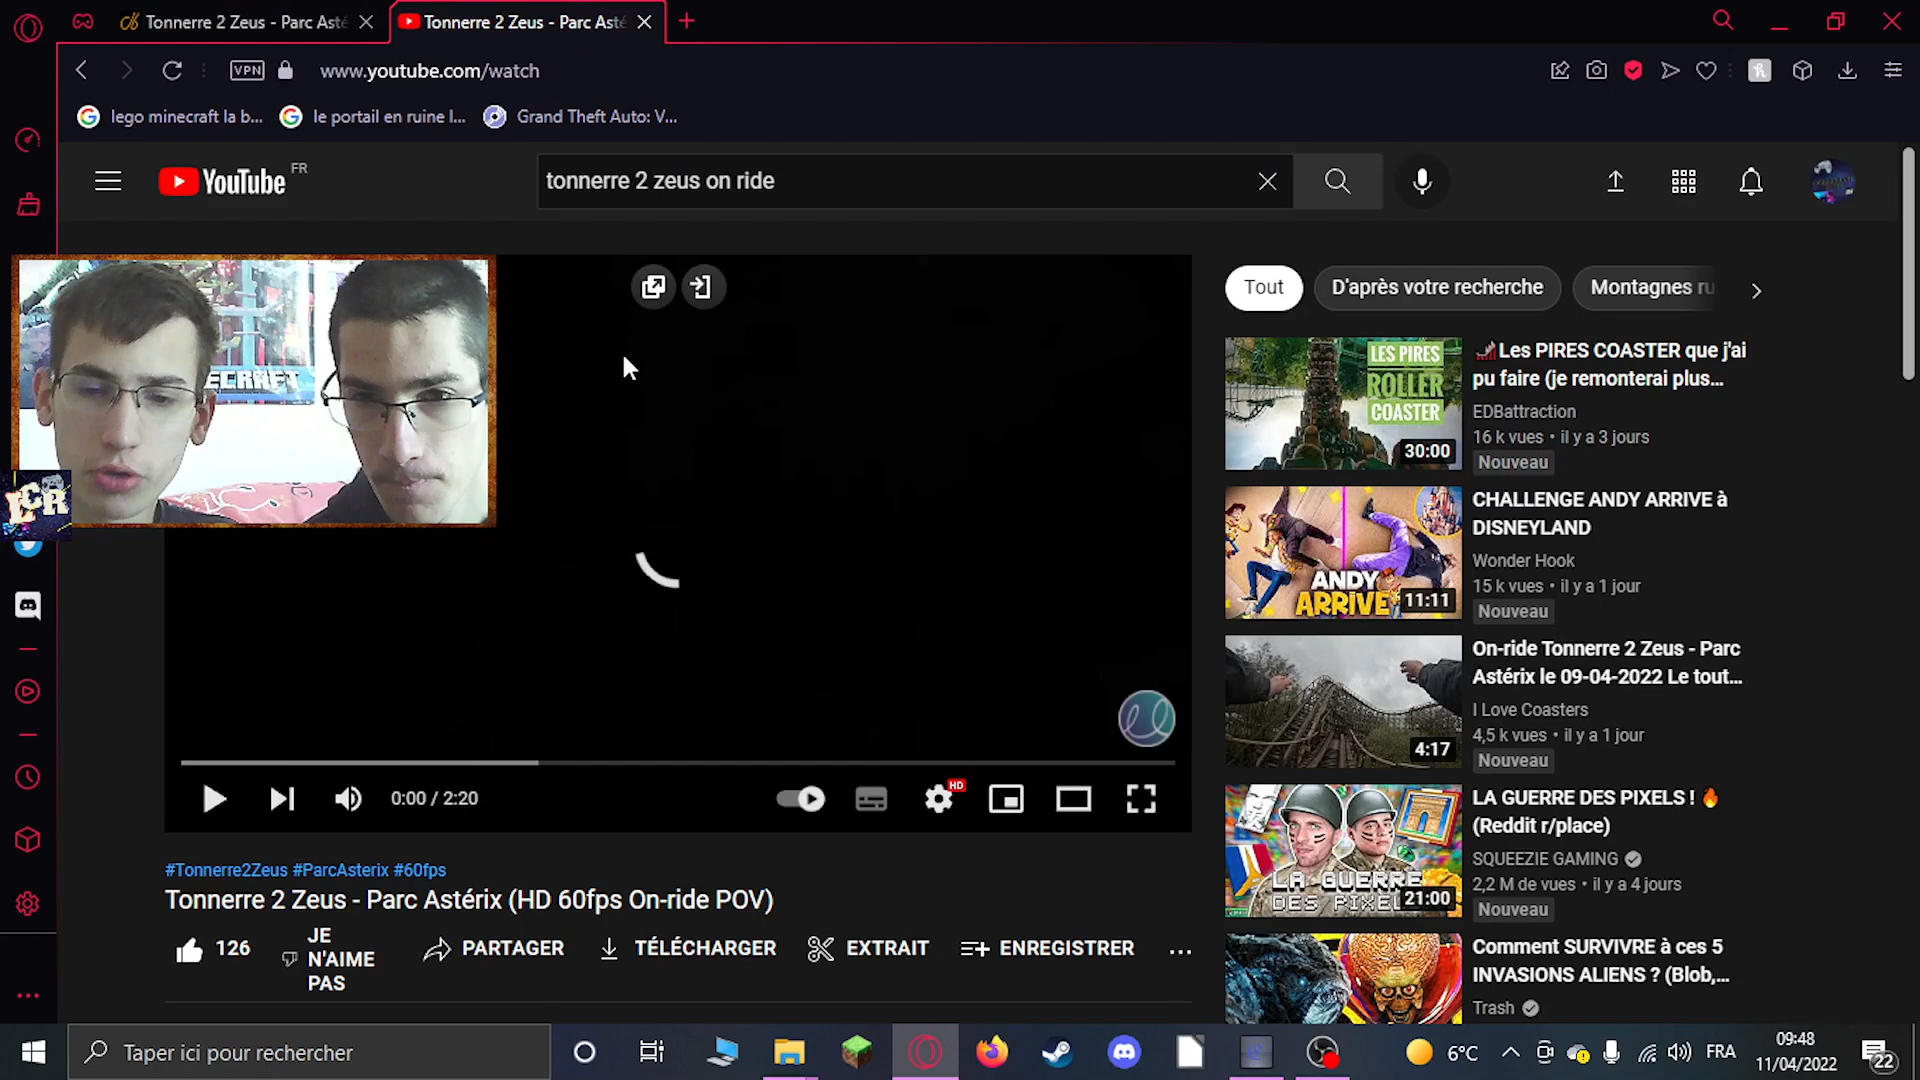 Tonnerre 2 Zeus - Parc Asté
Tonnerre 2 Zeus - Parc Asté
VPN
www.youtube.com/watch
lego minecraft la b...
le portail en ruine l...
Grand Theft Auto: V...
YouTube FR
tonnerre 2 zeus on ride
Tout
D'après votre recherche
Montagnes ru
LES PIRES
ROLLER
COASTER
30:00
Les PIRES COASTER que j'ai
pu faire (je remonterai plus...
EDBattraction
16 k vues • il y a 3 jours
Nouveau
ECRAFT
LCR
ANDY
ARRIVE
11:11
CHALLENGE ANDY ARRIVE à
DISNEYLAND
Wonder Hook
15 k vues • il y a 1 jour
Nouveau
4:17
On-ride Tonnerre 2 Zeus - Parc
Astérix le 09-04-2022 Le tout...
I Love Coasters
4,5 k vues • il y a 1 jour
Nouveau
0:00 / 2:20
HD
LA GUERRE
DES PIXEL
21:00
LA GUERRE DES PIXELS ! 🔥
(Reddit r/place)
SQUEEZIE GAMING
2,2 M de vues • il y a 4 jours
Nouveau
Comment SURVIVRE à ces 5
INVASIONS ALIENS ? (Blob,...
Trash
#Tonnerre2Zeus #ParcAsterix #60fps
Tonnerre 2 Zeus - Parc Astérix (HD 60fps On-ride POV)
126
JE
N'AIME
PAS
PARTAGER
TÉLÉCHARGER
EXTRAIT
ENREGISTRER
Taper ici pour rechercher
6°C
FRA
09:48
11/04/2022
22